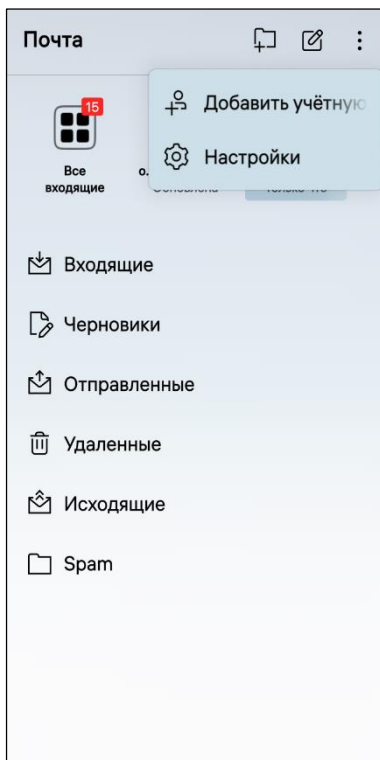 Почта
15
Добавить учётную
Настройки
Все
входящие
Входящие
Черновики
Отправленные
Удаленные
Исходящие
Spam